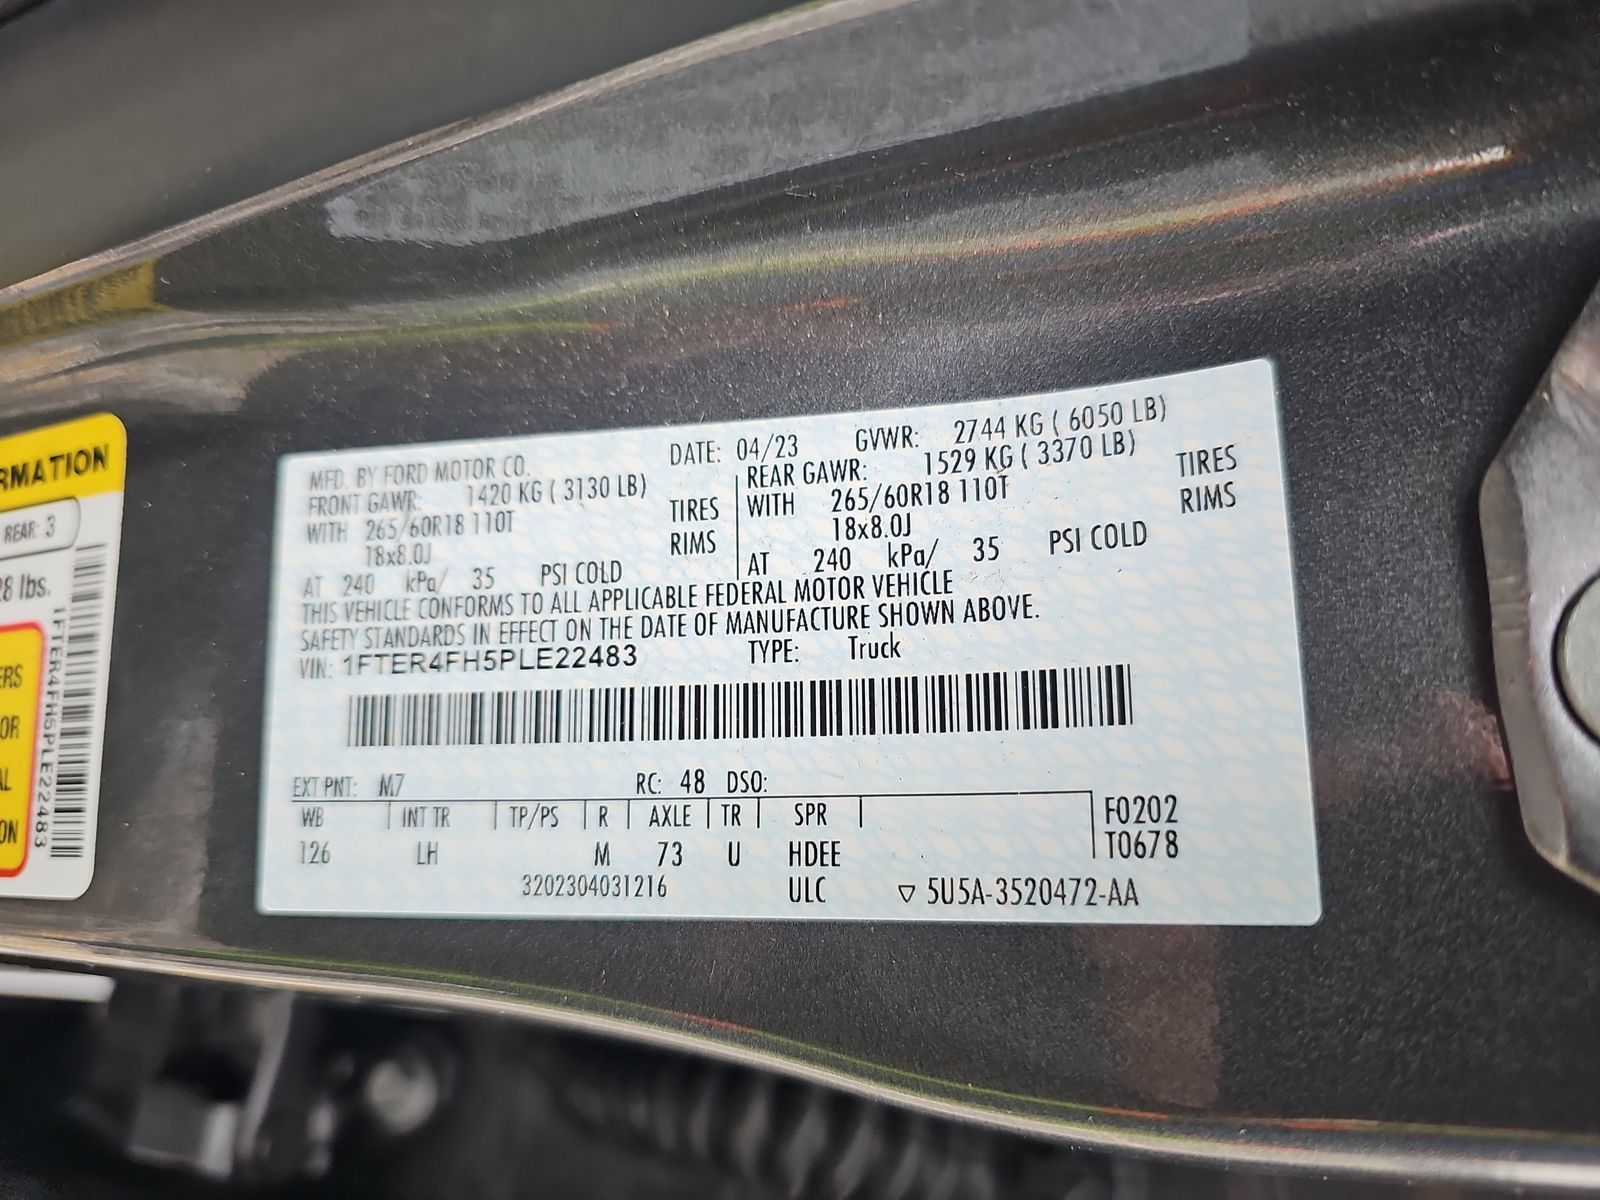 RMATION
REAR: 3
28 lbs.
ERS
OR
AL
ON
1FTER4FH5PLE22483
MFD. BY FORD MOTOR CO.
DATE: 04/23 GVWR: 2744 KG ( 6050 LB)
FRONT GAWR: 1420 KG ( 3130 LB)
WITH 265/60R18 110T TIRES
18x8.0J RIMS
AT 240 kPa/ 35 PSI COLD
REAR GAWR: 1529 KG ( 3370 LB)
WITH 265/60R18 110T TIRES
18x8.0J RIMS
AT 240 kPa/ 35 PSI COLD
THIS VEHICLE CONFORMS TO ALL APPLICABLE FEDERAL MOTOR VEHICLE
SAFETY STANDARDS IN EFFECT ON THE DATE OF MANUFACTURE SHOWN ABOVE.
VIN: 1FTER4FH5PLE22483 TYPE: Truck
EXT PNT: M7 RC: 48 DSO:
WB INT TR TP/PS R AXLE TR SPR F0202
126 LH M 73 U HDEE T0678
3202304031216 ULC ▽ 5U5A-3520472-AA